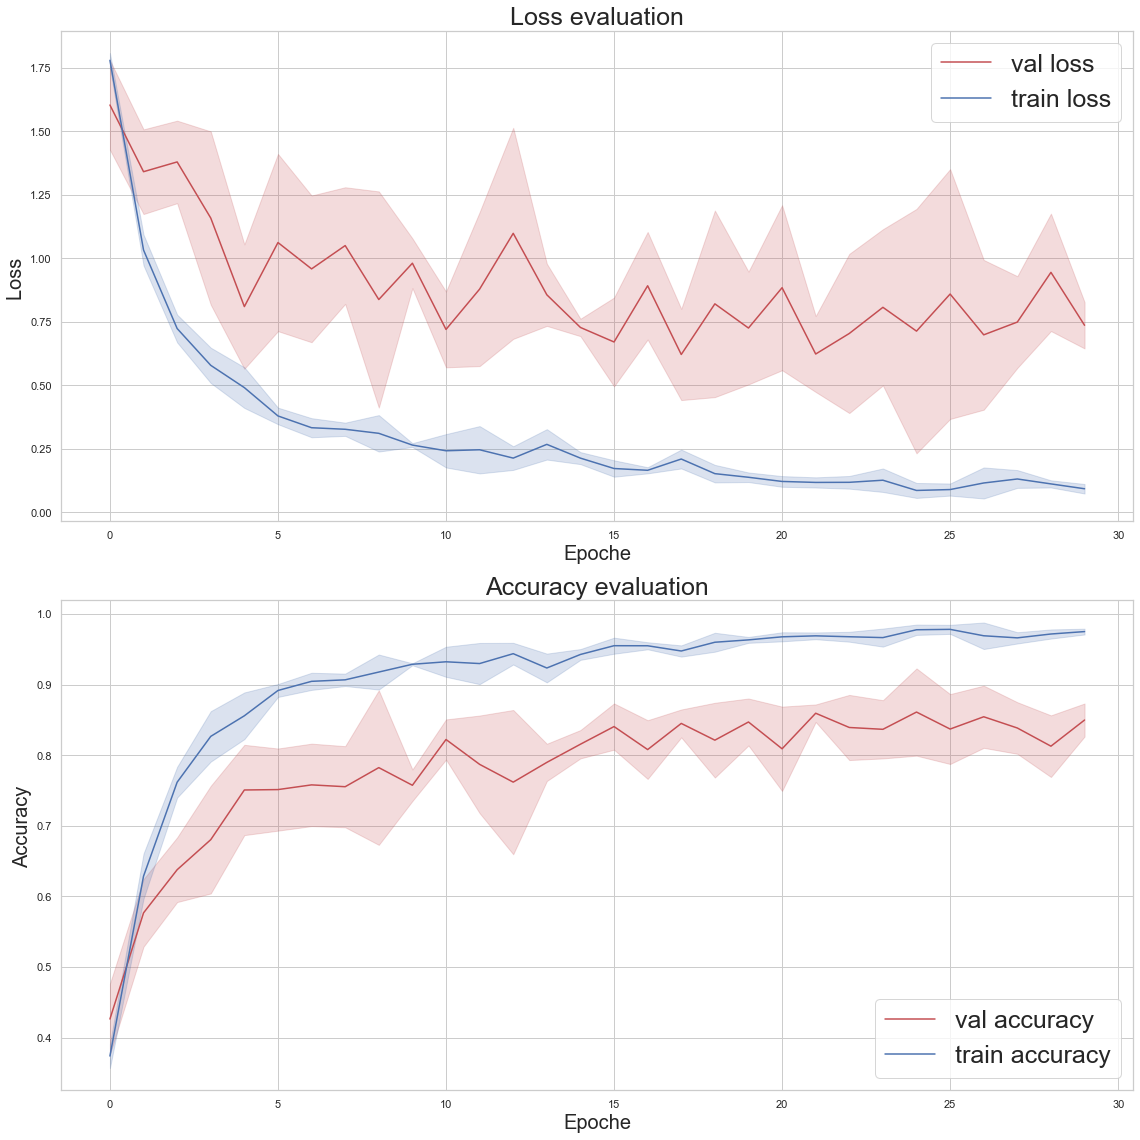 Loss evaluation
1.75
1.50
1.25
1.00
0.75
0.50
0.25
0.00
Loss
val loss
train loss
0 5 10 15 20 25 30
Epoche
Accuracy evaluation
1.0
0.9
0.8
0.7
0.6
0.5
0.4
Accuracy
val accuracy
train accuracy
0 5 10 15 20 25 30
Epoche